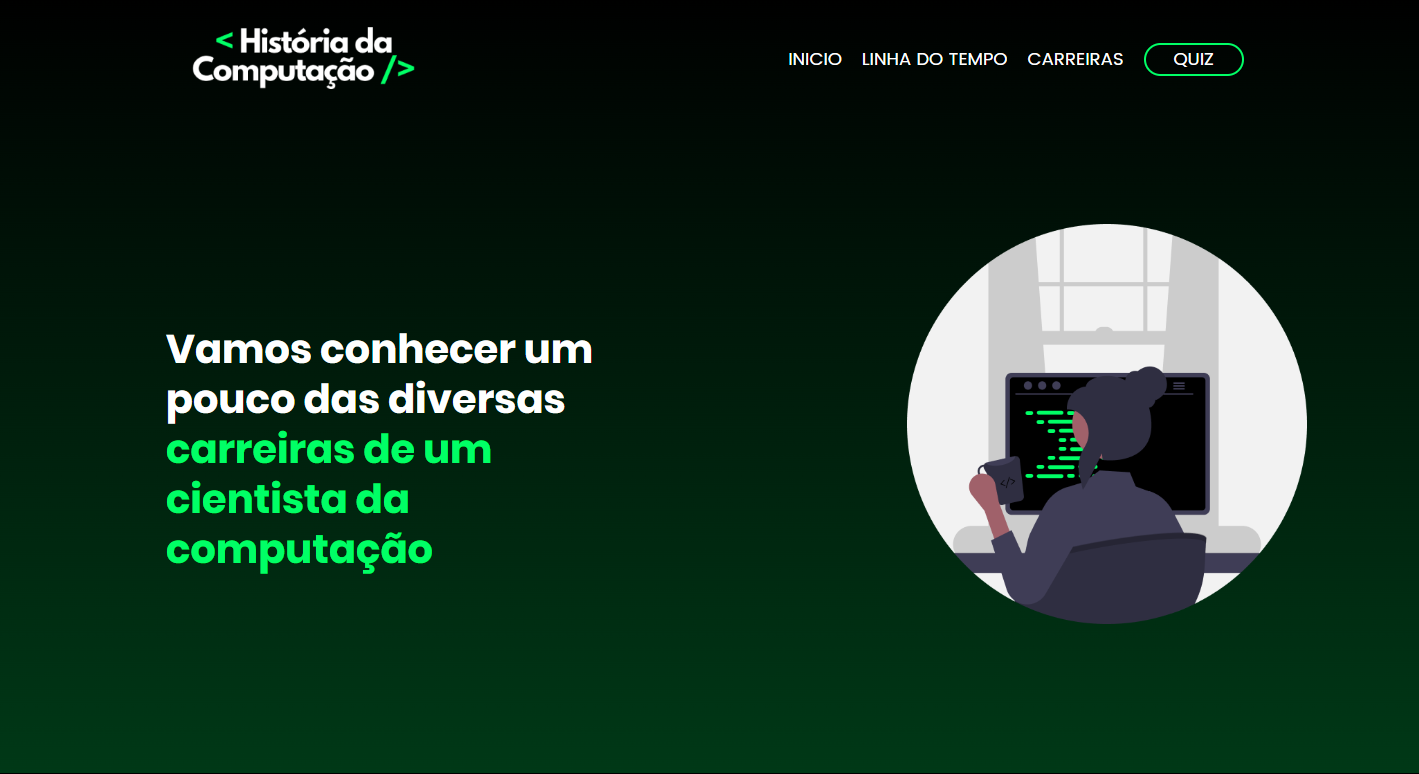 < História da
Computação />
INICIO LINHA DO TEMPO CARREIRAS QUIZ
Vamos conhecer um
pouco das diversas
carreiras de um
cientista da
computação
</>